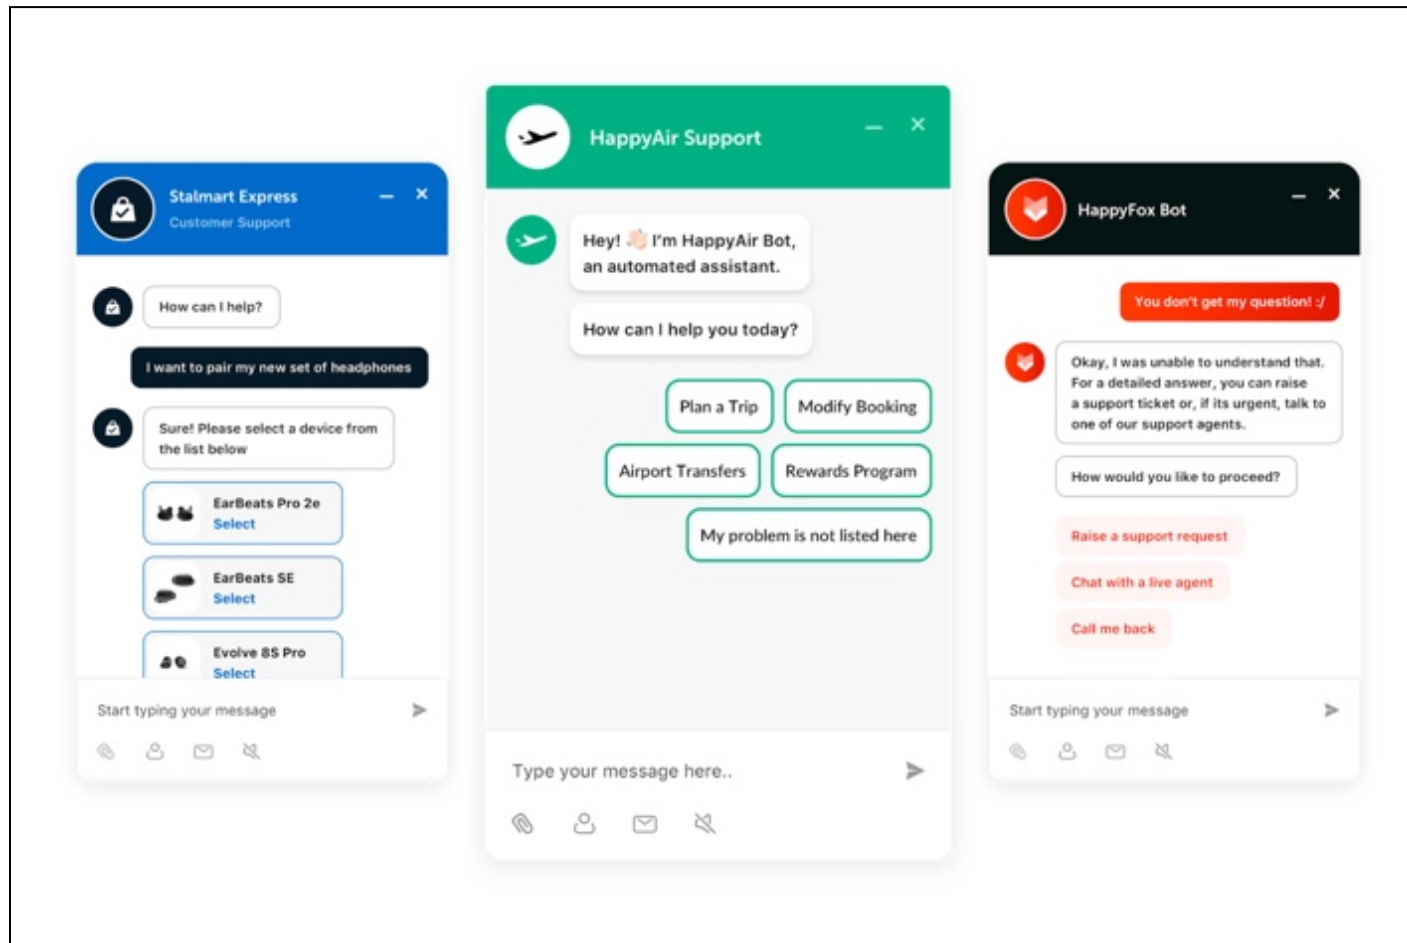 Stalmart Express
Customer Support
How can I help?
I want to pair my new set of headphones
Sure! Please select a device from
the list below
EarBeats Pro 2e
Select
EarBeats SE
Select
Evolve 8S Pro
Select
Start typing your message
HappyAir Support
Hey! 👋🏻 I'm HappyAir Bot,
an automated assistant.
How can I help you today?
Plan a Trip
Modify Booking
Airport Transfers
Rewards Program
My problem is not listed here
Type your message here..
HappyFox Bot
You don't get my question! :/
Okay, I was unable to understand that.
For a detailed answer, you can raise
a support ticket or, if its urgent, talk to
one of our support agents.
How would you like to proceed?
Raise a support request
Chat with a live agent
Call me back
Start typing your message